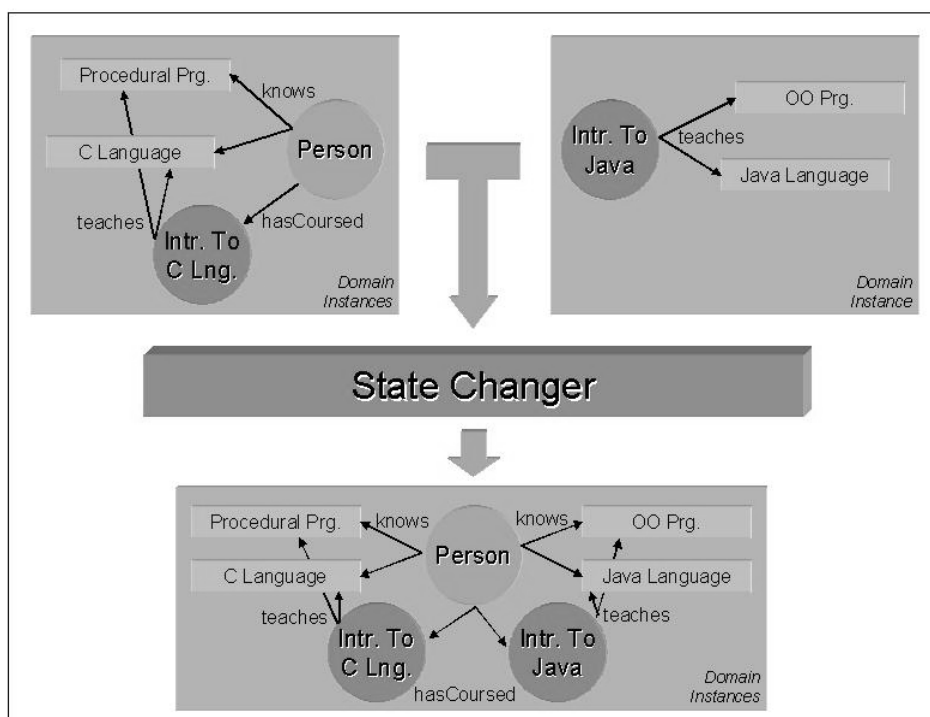 Procedural Prg.
knows
C Language
Person
teaches
hasCoursed
Intr. To
C Lng.
Domain
Instances
OO Prg.
Intr. To
Java
teaches
Java Language
Domain
Instance
State Changer
Procedural Prg.
knows
knows
OO Prg.
Person
C Language
Java Language
teaches
teaches
Intr. To
C Lng.
Intr. To
Java
hasCoursed
Domain
Instances